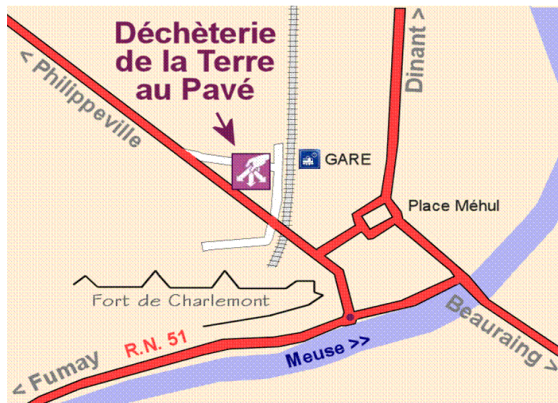 Déchèterie
de la Terre
au Pavé
< Philippeville
Dinant >
GARE
Place Méhul
Fort de Charlemont
R.N. 51
Meuse >>
Beauraing >
< Fumay